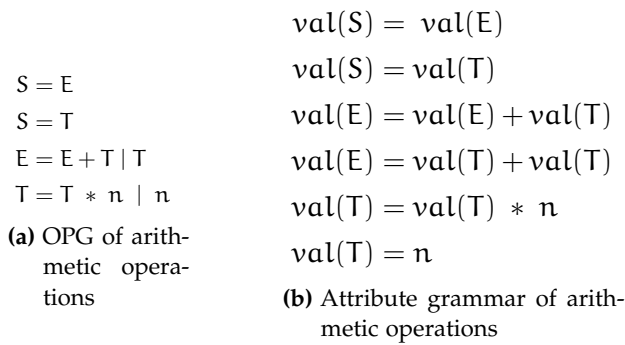 S = E
S = T
E = E + T | T
T = T * n | n
(a) OPG of arith-
metic opera-
tions
val(S) = val(E)
val(S) = val(T)
val(E) = val(E) + val(T)
val(E) = val(T) + val(T)
val(T) = val(T) * n
val(T) = n
(b) Attribute grammar of arith-
metic operations